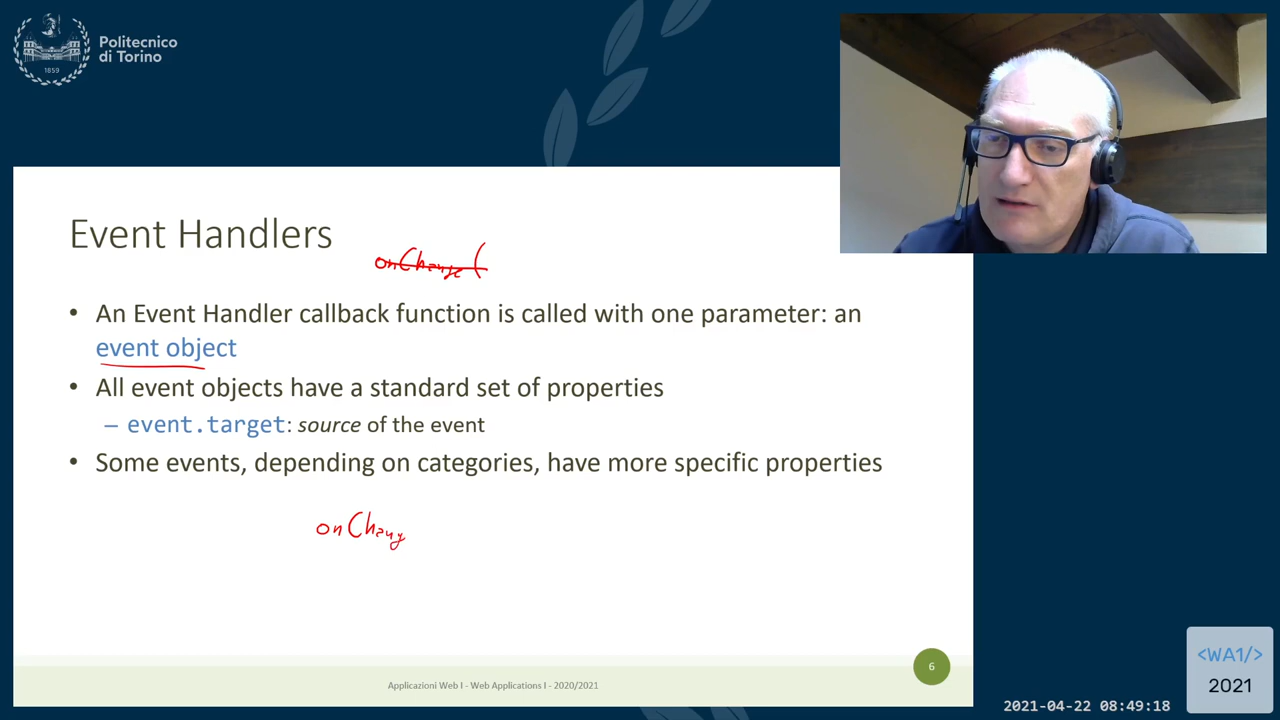 Politecnico
di Torino
1859
Event Handlers
onChange (
• An Event Handler callback function is called with one parameter: an
event object
• All event objects have a standard set of properties
– event.target: source of the event
• Some events, depending on categories, have more specific properties
onChang
6
Applicazioni Web I - Web Applications I - 2020/2021
<WA1/>
2021
2021-04-22 08:49:18